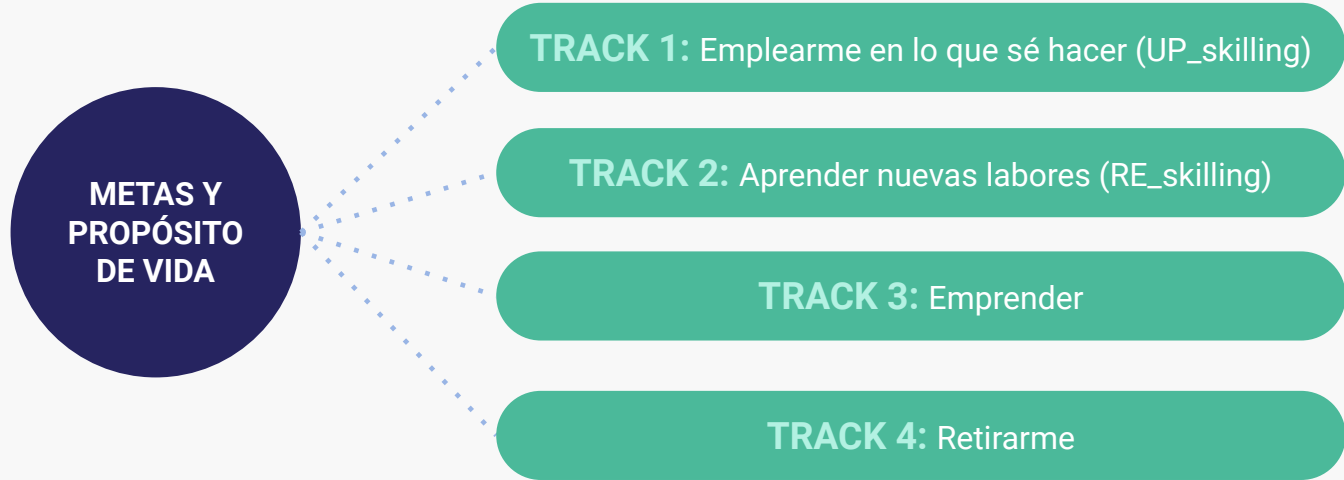 METAS Y
PROPÓSITO
DE VIDA
TRACK 1: Emplearme en lo que sé hacer (UP_skilling)
TRACK 2: Aprender nuevas labores (RE_skilling)
TRACK 3: Emprender
TRACK 4: Retirarme